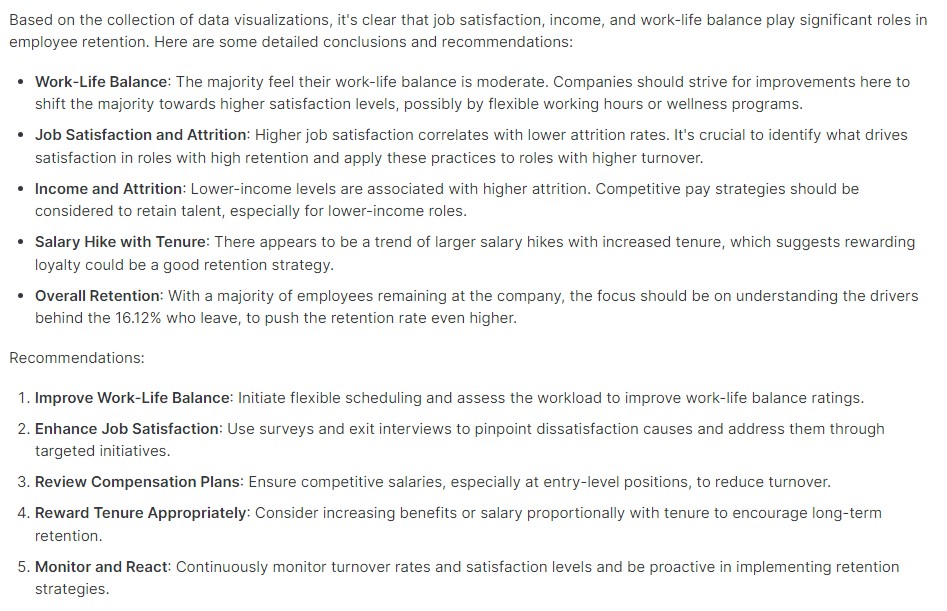 Based on the collection of data visualizations, it's clear that job satisfaction, income, and work-life balance play significant roles in
employee retention. Here are some detailed conclusions and recommendations:
• Work-Life Balance: The majority feel their work-life balance is moderate. Companies should strive for improvements here to
shift the majority towards higher satisfaction levels, possibly by flexible working hours or wellness programs.
• Job Satisfaction and Attrition: Higher job satisfaction correlates with lower attrition rates. It's crucial to identify what drives
satisfaction in roles with high retention and apply these practices to roles with higher turnover.
• Income and Attrition: Lower-income levels are associated with higher attrition. Competitive pay strategies should be
considered to retain talent, especially for lower-income roles.
• Salary Hike with Tenure: There appears to be a trend of larger salary hikes with increased tenure, which suggests rewarding
loyalty could be a good retention strategy.
• Overall Retention: With a majority of employees remaining at the company, the focus should be on understanding the drivers
behind the 16.12% who leave, to push the retention rate even higher.
Recommendations:
1. Improve Work-Life Balance: Initiate flexible scheduling and assess the workload to improve work-life balance ratings.
2. Enhance Job Satisfaction: Use surveys and exit interviews to pinpoint dissatisfaction causes and address them through
targeted initiatives.
3. Review Compensation Plans: Ensure competitive salaries, especially at entry-level positions, to reduce turnover.
4. Reward Tenure Appropriately: Consider increasing benefits or salary proportionally with tenure to encourage long-term
retention.
5. Monitor and React: Continuously monitor turnover rates and satisfaction levels and be proactive in implementing retention
strategies.